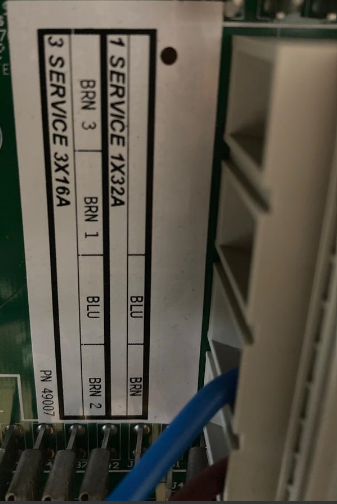 1 SERVICE 1X32A
BLU BRN
3 SERVICE 3X16A
BRN 3 BRN 1 BLU BRN 2
PN 49007